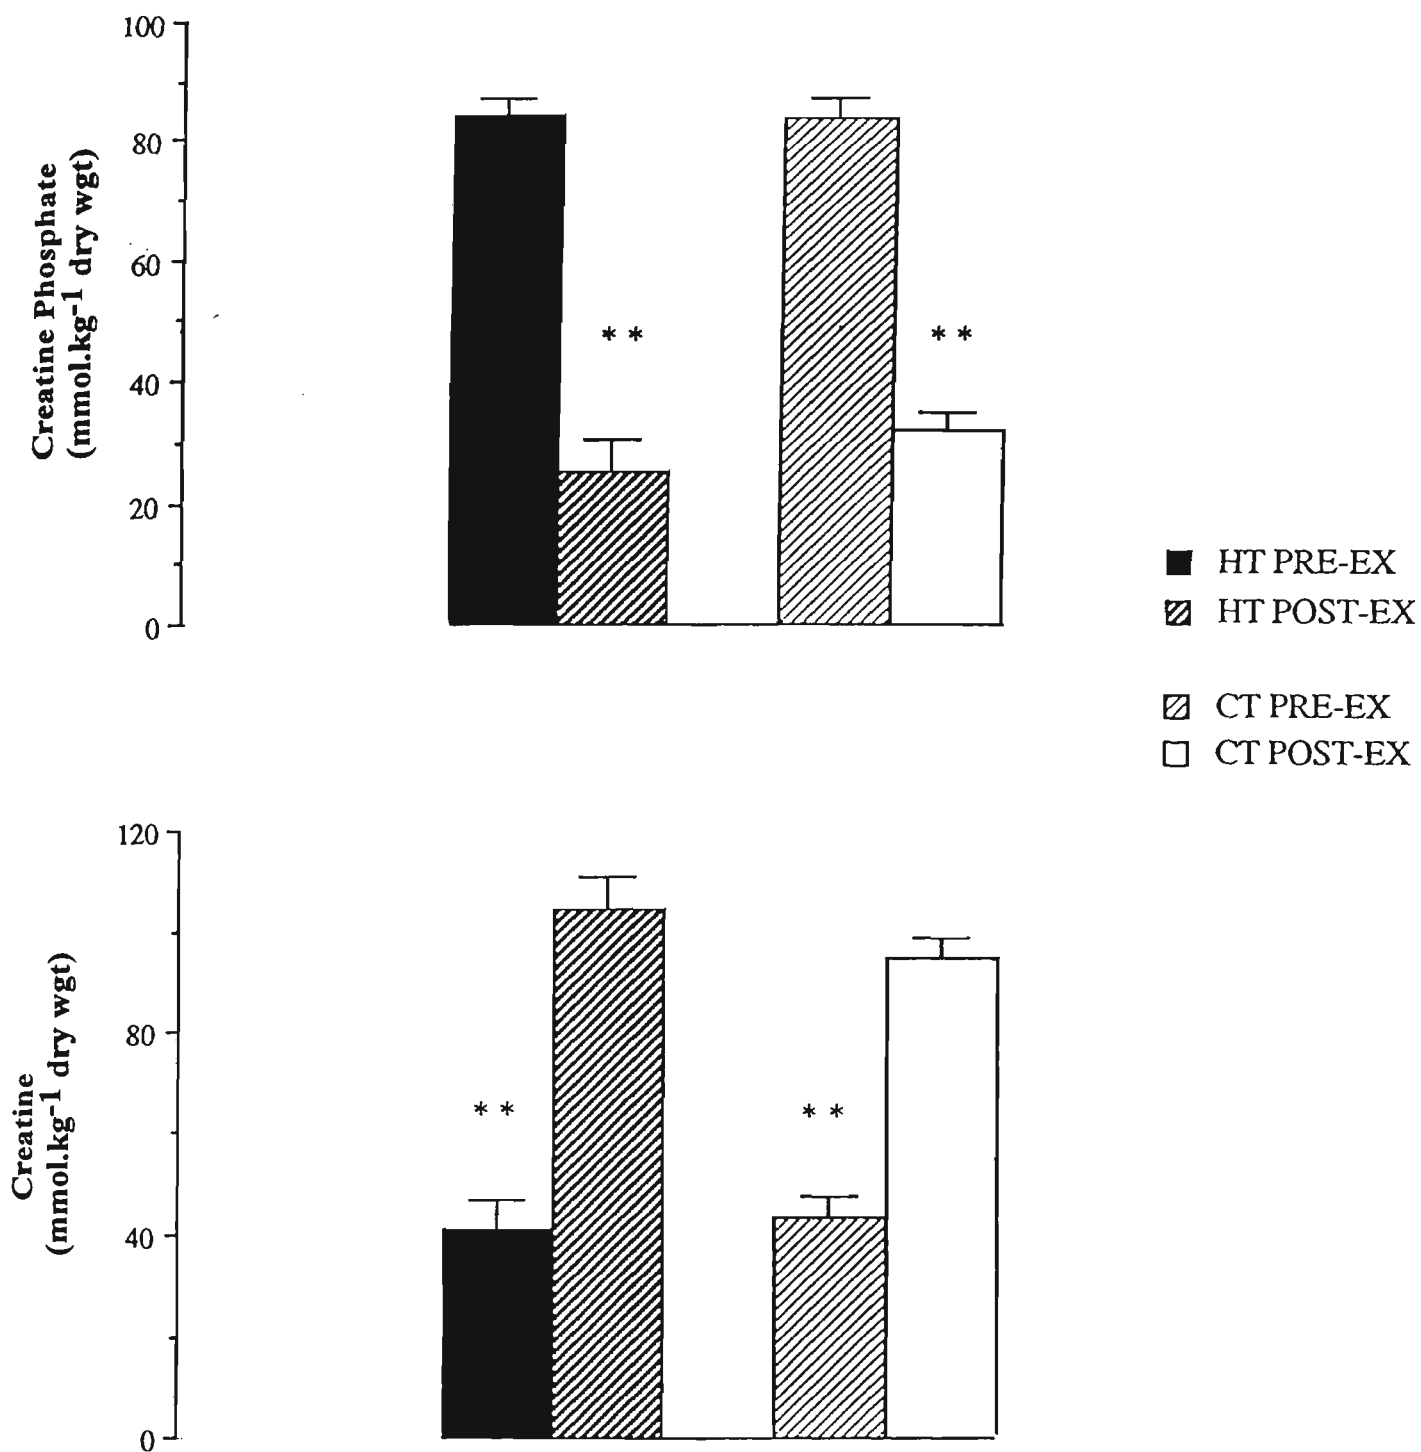 100
80
60
40
20
0
Creatine Phosphate
(mmol.kg-1 dry wgt)
* *
* *
HT PRE-EX
HT POST-EX
CT PRE-EX
CT POST-EX
120
80
40
0
Creatine
(mmol.kg-1 dry wgt)
* *
* *